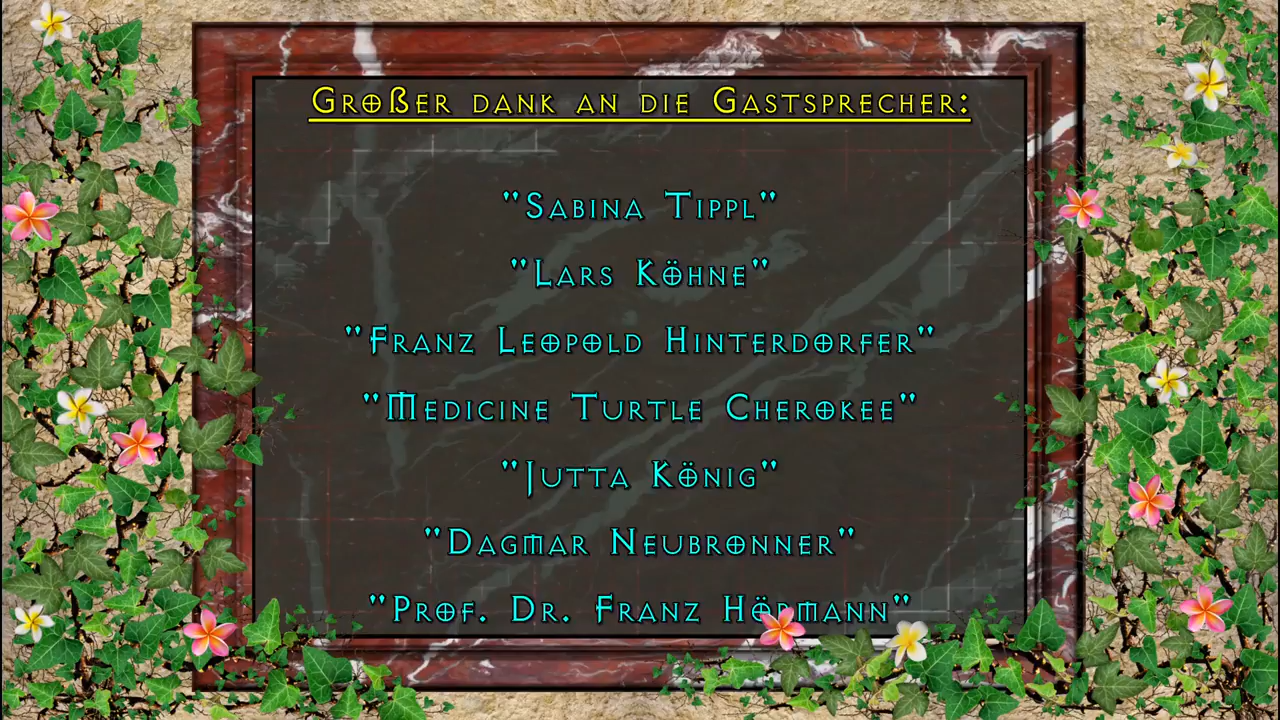 Großer dank an die Gastsprecher:
"Sabina Tippl"
"Lars Köhne"
"Franz Leopold Hinterdorfer"
"Medicine Turtle Cherokee"
"Jutta König"
"Dagmar Neubronner"
"Prof. Dr. Franz Hörmann"